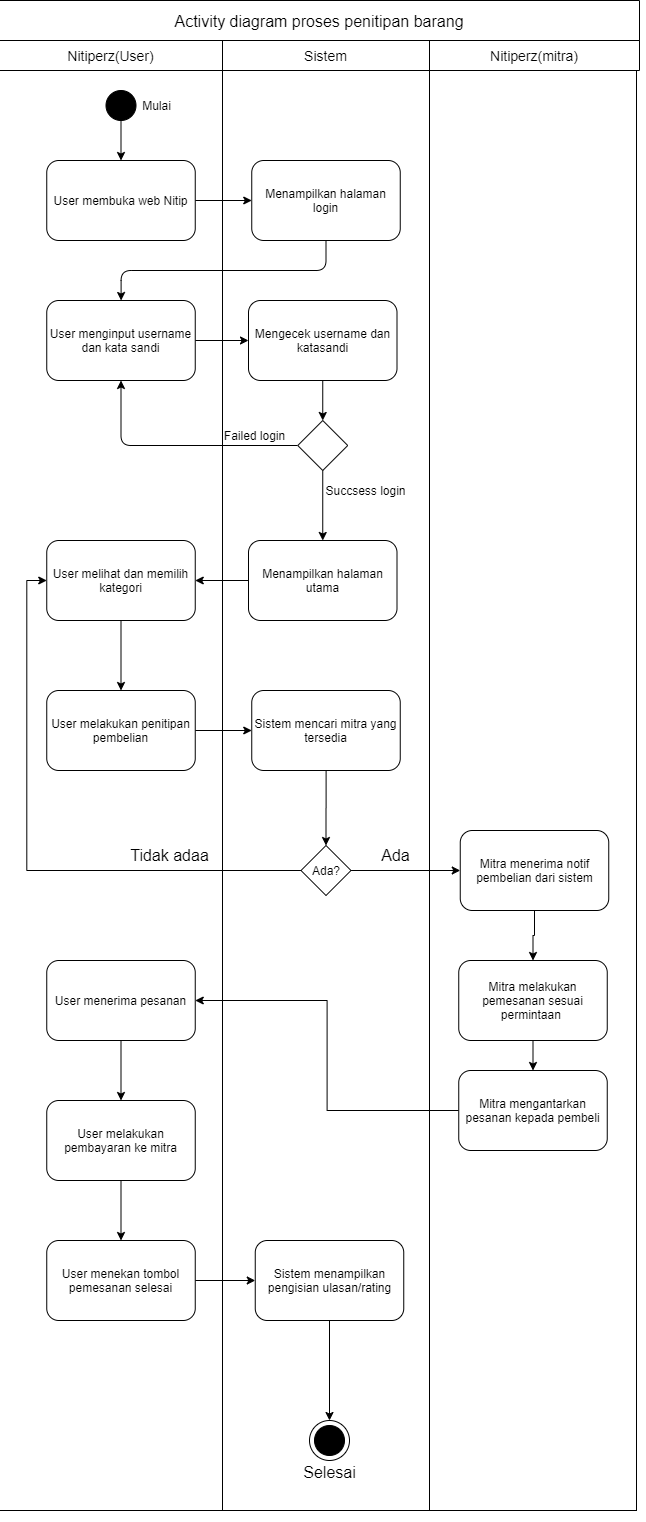 Activity diagram proses penitipan barang
Nitiperz(User)
Sistem
Nitiperz(mitra)
Mulai
User membuka web Nitip
Menampilkan halaman
login
User menginput username
dan kata sandi
Mengecek username dan
katasandi
Failed login
Succsess login
User melihat dan memilih
kategori
Menampilkan halaman
utama
User melakukan penitipan
pembelian
Sistem mencari mitra yang
tersedia
Tidak adaa
Ada?
Ada
Mitra menerima notif
pembelian dari sistem
User menerima pesanan
Mitra melakukan
pemesanan sesuai
permintaan
Mitra mengantarkan
pesanan kepada pembeli
User melakukan
pembayaran ke mitra
User menekan tombol
pemesanan selesai
Sistem menampilkan
pengisian ulasan/rating
Selesai